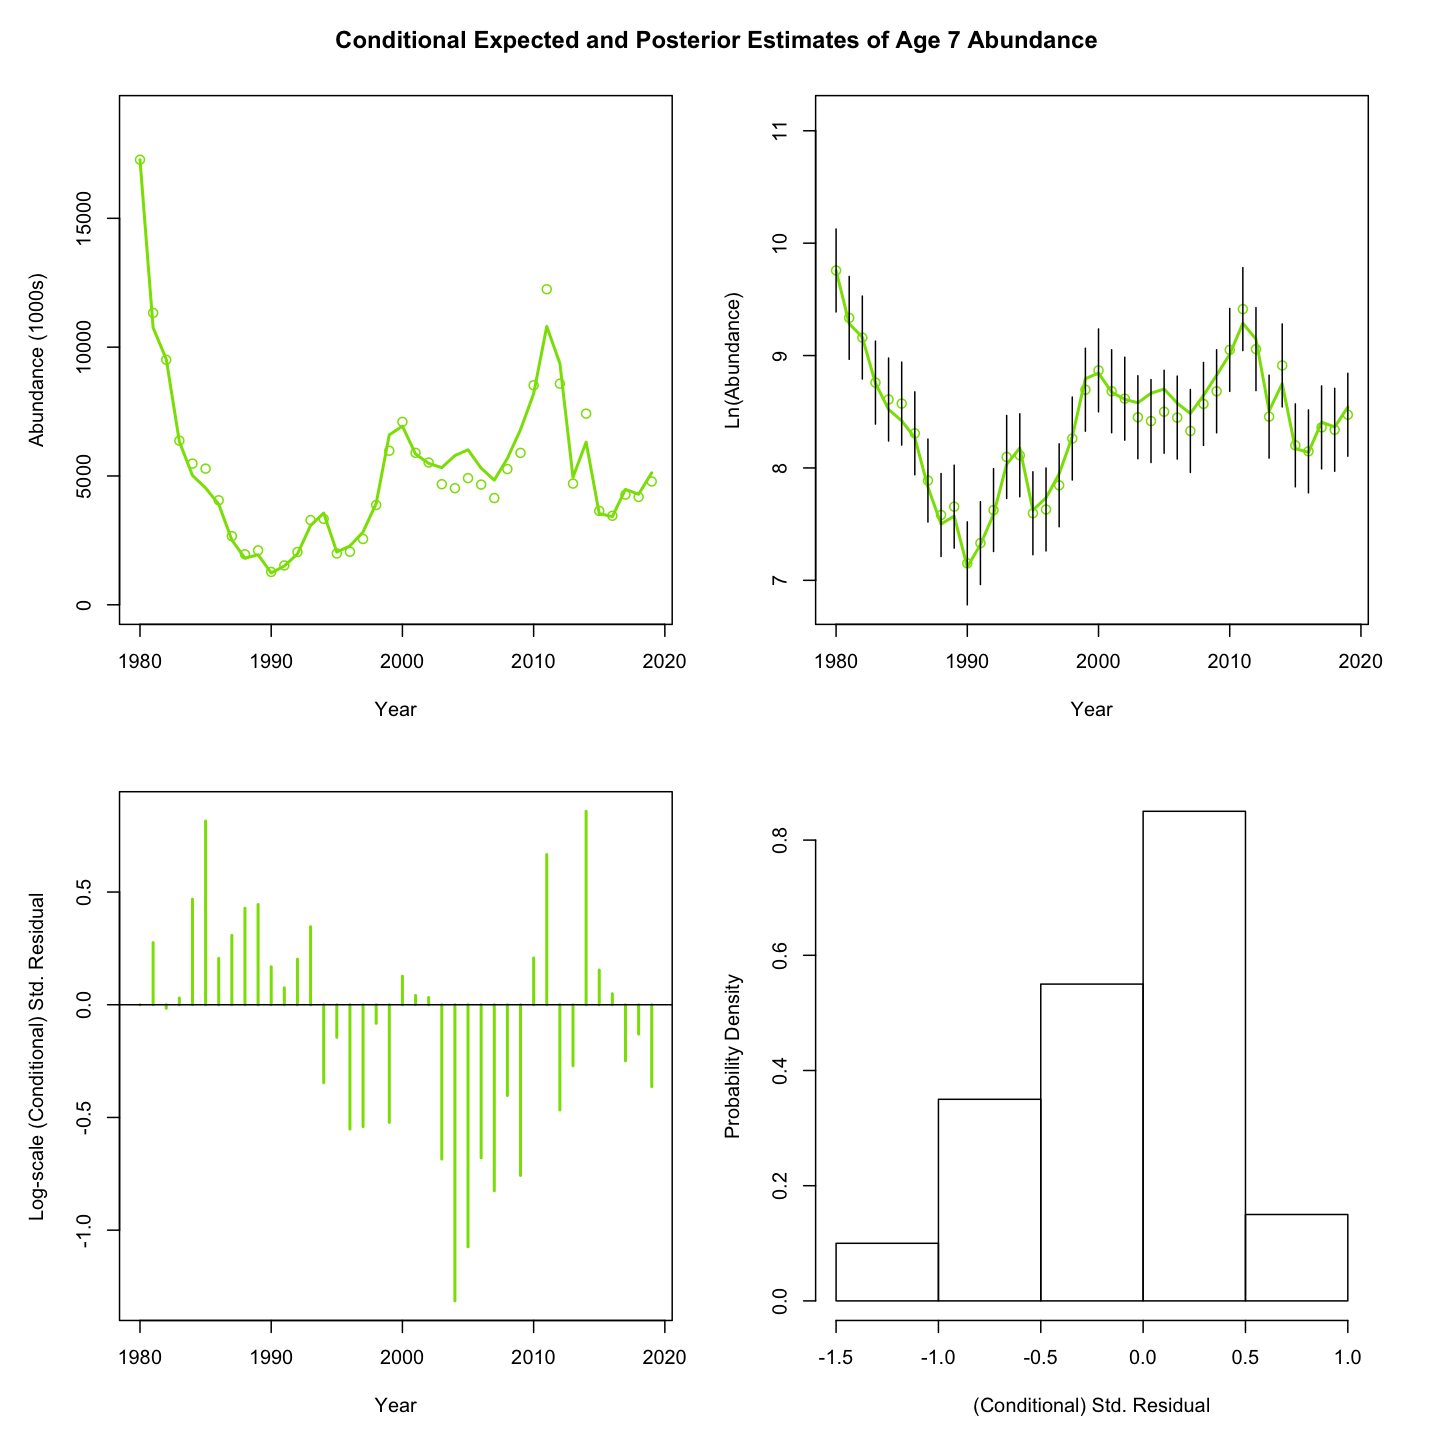 Conditional Expected and Posterior Estimates of Age 7 Abundance
Abundance (1000s)
15000
10000
5000
0
1980 1990 2000 2010 2020
Year
Ln(Abundance)
11
10
9
8
7
1980 1990 2000 2010 2020
Year
Log-scale (Conditional) Std. Residual
0.5
0.0
-0.5
-1.0
1980 1990 2000 2010 2020
Year
Probability Density
0.8
0.6
0.4
0.2
0.0
-1.5 -1.0 -0.5 0.0 0.5 1.0
(Conditional) Std. Residual